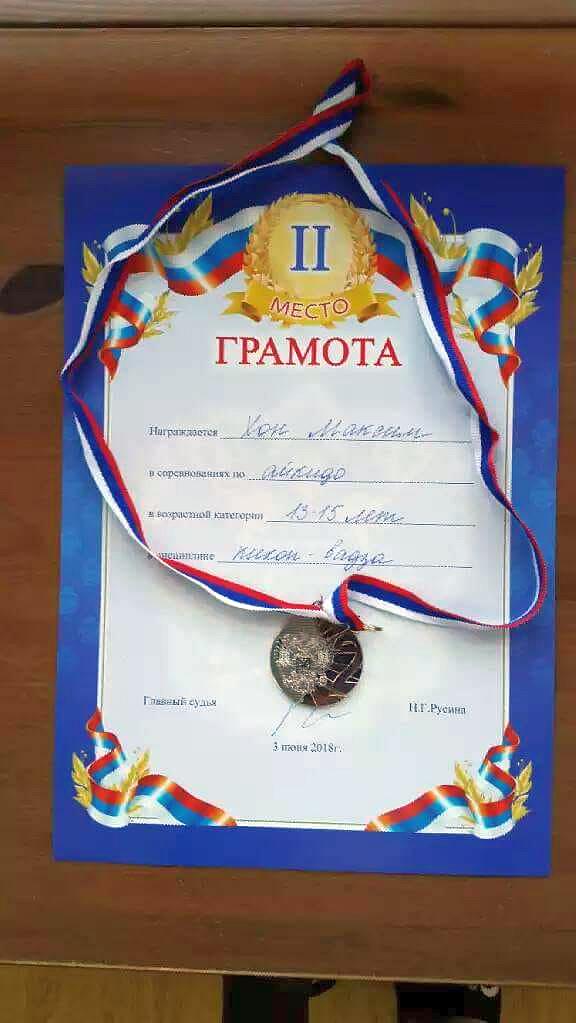 II
МЕСТО
ГРАМОТА
Награждается Хон Максим
в соревнованиях по айкидо
в возрастной категории 13-15 лет
дисциплине кихон - вадза
Главный судья Н.Г.Русина
3 июня 2018г.